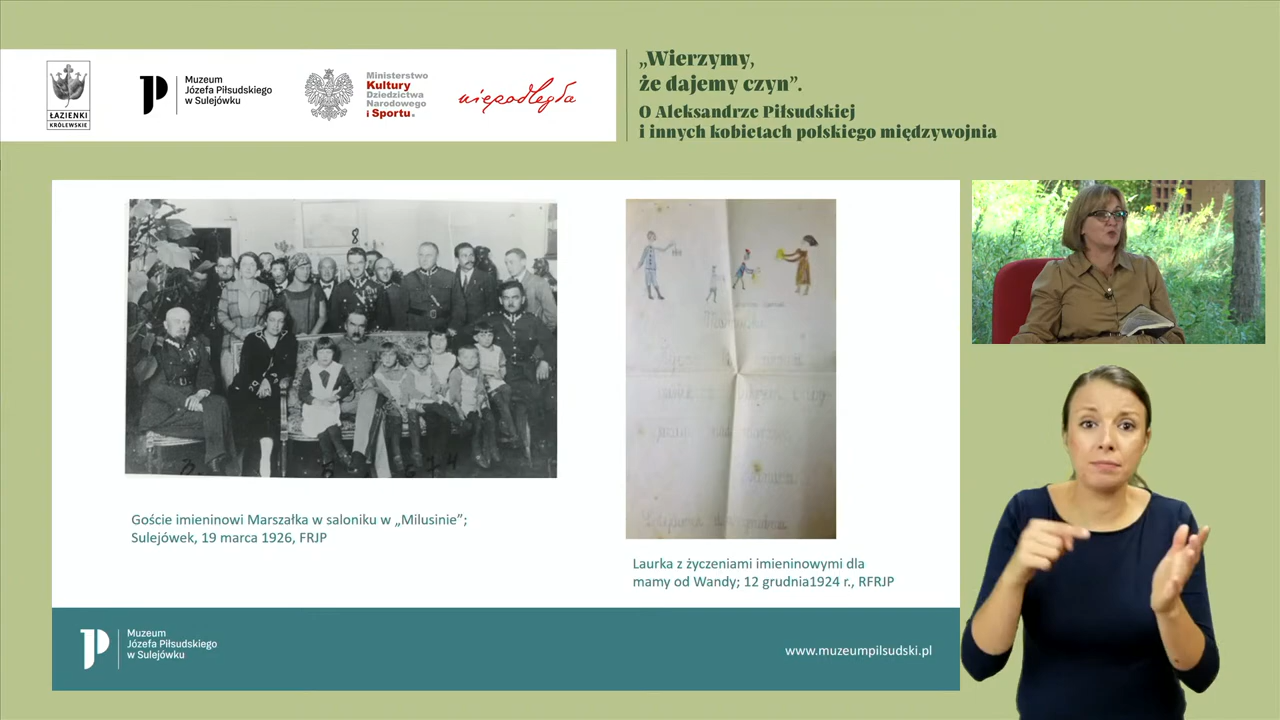 ŁAZIENKI
KRÓLEWSKIE
Muzeum
Józefa Piłsudskiego
w Sulejówku
Ministerstwo
Kultury
Dziedzictwa
Narodowego
i Sportu.
niepodległa
„Wierzymy,
że dajemy czyn”.
O Aleksandrze Piłsudskiej
i innych kobietach polskiego międzywojnia
8
Goście imieninowi Marszałka w saloniku w „Milusinie”;
Sulejówek, 19 marca 1926, FRJP
Laurka z życzeniami imieninowymi dla
mamy od Wandy; 12 grudnia1924 r., RFRJP
Muzeum
Józefa Piłsudskiego
w Sulejówku
www.muzeumpilsudski.pl